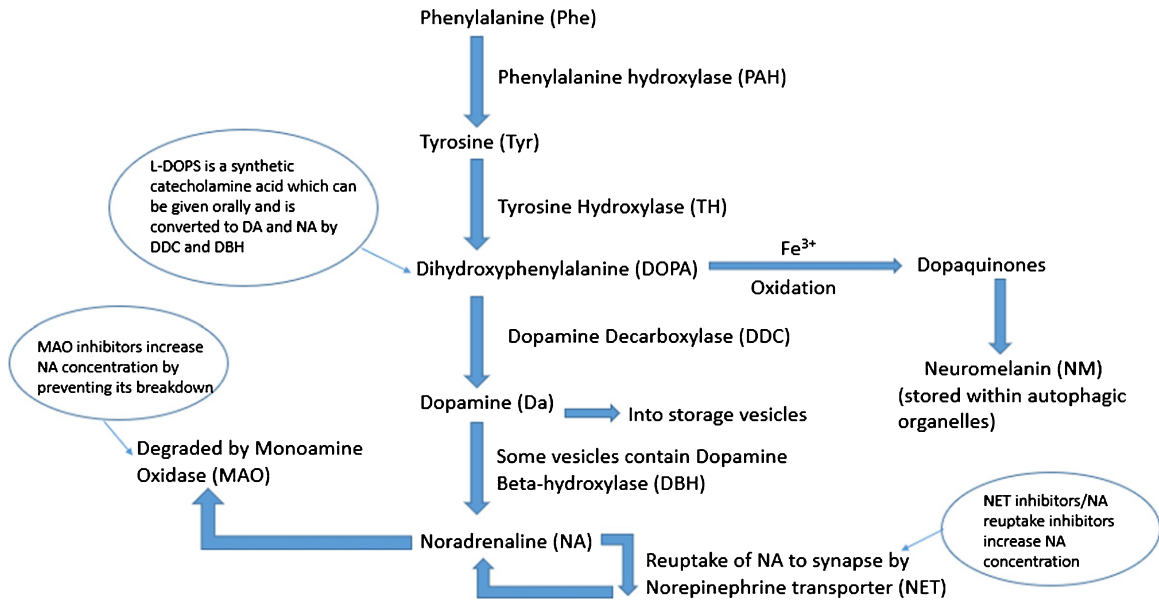 Phenylalanine (Phe)
Phenylalanine hydroxylase (PAH)
Tyrosine (Tyr)
L-DOPS is a synthetic
catecholamine acid which can
be given orally and is
converted to DA and NA by
DDC and DBH
Tyrosine Hydroxylase (TH)
Dihydroxyphenylalanine (DOPA)
Fe³⁺
Oxidation
Dopaquinones
Dopamine Decarboxylase (DDC)
MAO inhibitors increase
NA concentration by
preventing its breakdown
Neuromelanin (NM)
(stored within autophagic
organelles)
Dopamine (Da)
Into storage vesicles
Degraded by Monoamine
Oxidase (MAO)
Some vesicles contain Dopamine
Beta-hydroxylase (DBH)
NET inhibitors/NA
reuptake inhibitors
increase NA
concentration
Noradrenaline (NA)
Reuptake of NA to synapse by
Norepinephrine transporter (NET)